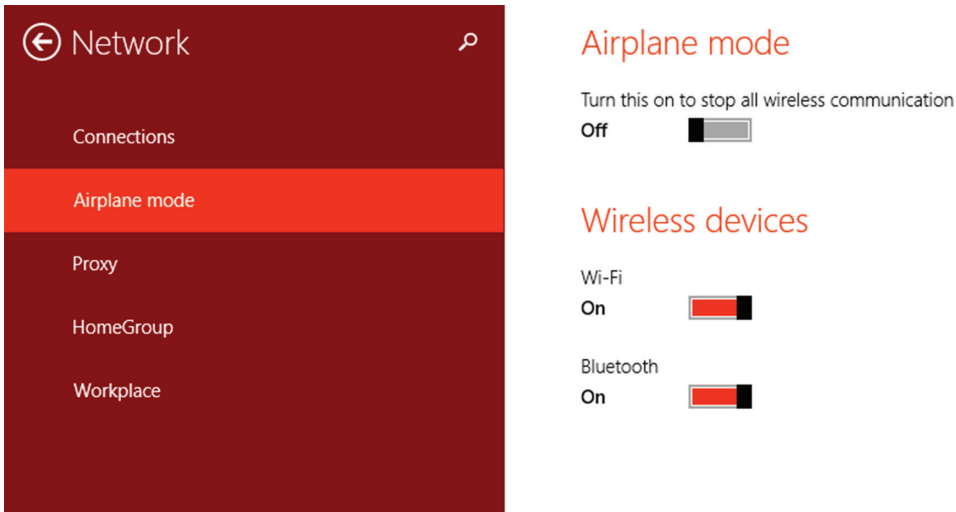 Network
Connections
Airplane mode
Proxy
HomeGroup
Workplace
Airplane mode
Turn this on to stop all wireless communication
Off
Wireless devices
Wi-Fi
On
Bluetooth
On